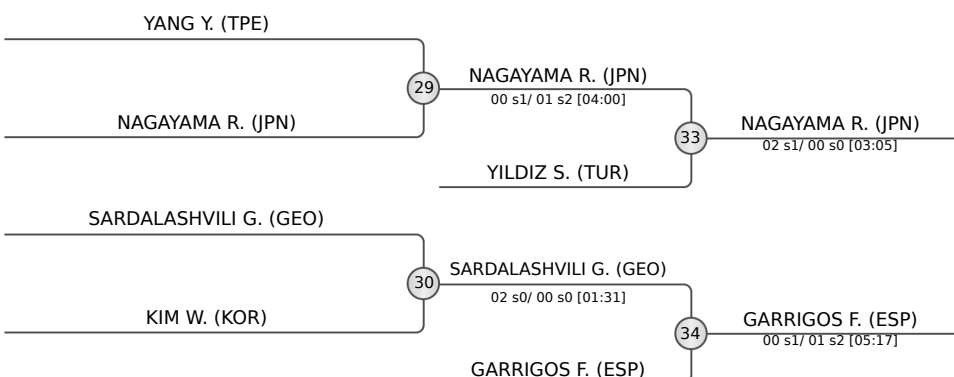 YANG Y. (TPE)
29
NAGAYAMA R. (JPN)
00 s1/ 01 s2 [04:00]
NAGAYAMA R. (JPN)
33
NAGAYAMA R. (JPN)
02 s1/ 00 s0 [03:05]
YILDIZ S. (TUR)
SARDALASHVILI G. (GEO)
30
SARDALASHVILI G. (GEO)
02 s0/ 00 s0 [01:31]
KIM W. (KOR)
34
GARRIGOS F. (ESP)
00 s1/ 01 s2 [05:17]
GARRIGOS F. (ESP)